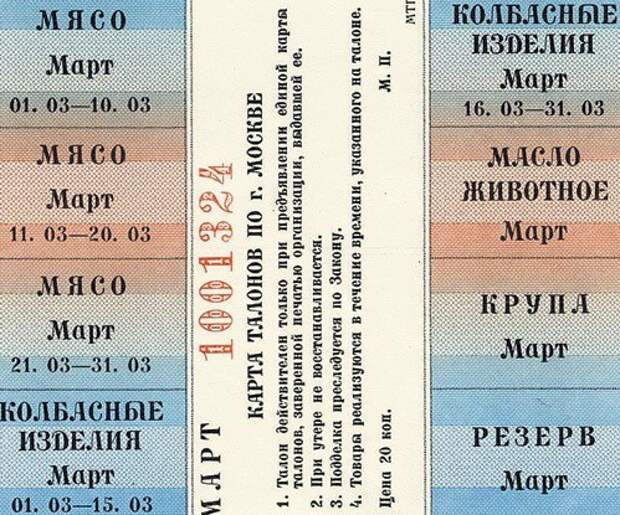 МЯСО
Март
01. 03—10. 03
МЯСО
Март
11. 03—20. 03
МЯСО
Март
21. 03—31. 03
КОЛБАСНЫЕ
ИЗДЕЛИЯ
Март
01. 03—15. 03
МАРТ
1001324
КАРТА ТАЛОНОВ ПО г. МОСКВЕ
1. Талон действителен только при предъявлении единой карты
талонов, заверенной печатью организации, выдавшей ее.
2. При утере не восстанавливается.
3. Подделка преследуется по Закону.
4. Товары реализуются в течение времени, указанного на талоне.
Цена 20 коп. М. П.
МТГ
КОЛБАСНЫЕ
ИЗДЕЛИЯ
Март
16. 03—31. 03
МАСЛО
ЖИВОТНОЕ
Март
КРУПА
Март
РЕЗЕРВ
Март